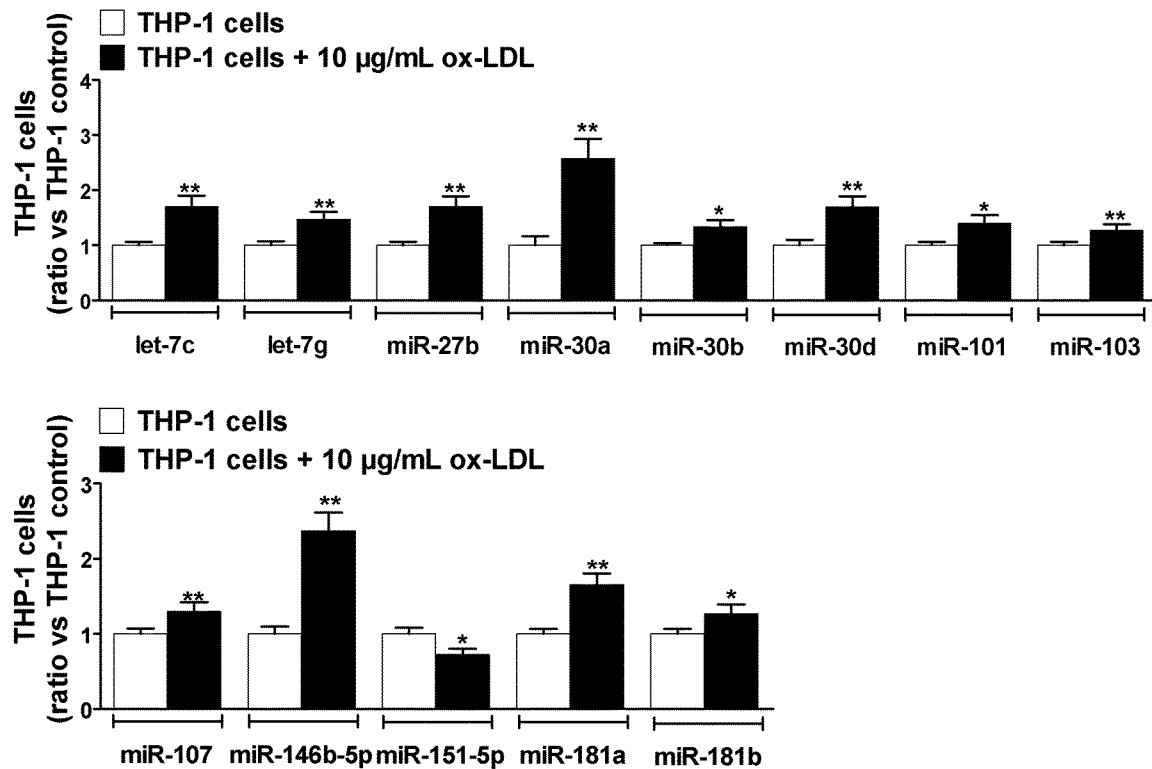 THP-1 cells
THP-1 cells + 10 µg/mL ox-LDL
THP-1 cells
(ratio vs THP-1 control)
4
3
2
1
0
** ** ** ** * ** * **
let-7c let-7g miR-27b miR-30a miR-30b miR-30d miR-101 miR-103
THP-1 cells
THP-1 cells + 10 µg/mL ox-LDL
THP-1 cells
(ratio vs THP-1 control)
3
2
1
0
** ** * ** *
miR-107 miR-146b-5p miR-151-5p miR-181a miR-181b